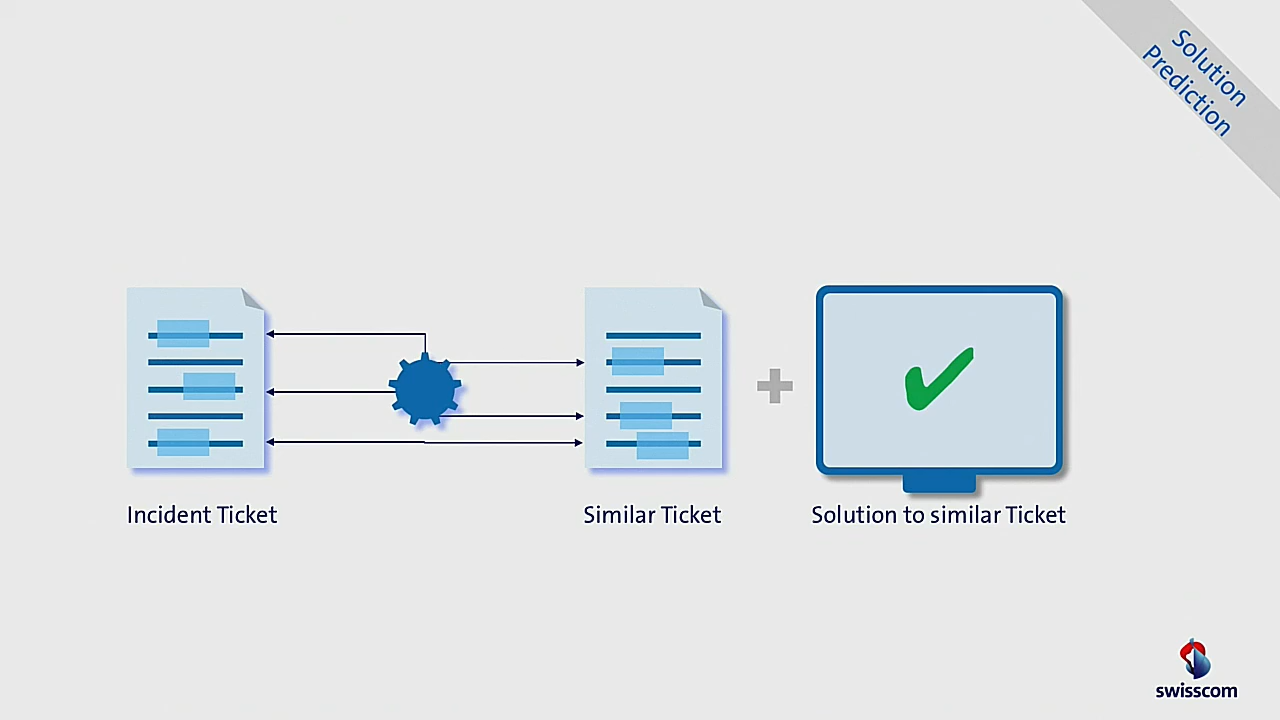 Solution
Prediction
Incident Ticket
Similar Ticket
Solution to similar Ticket
swisscom